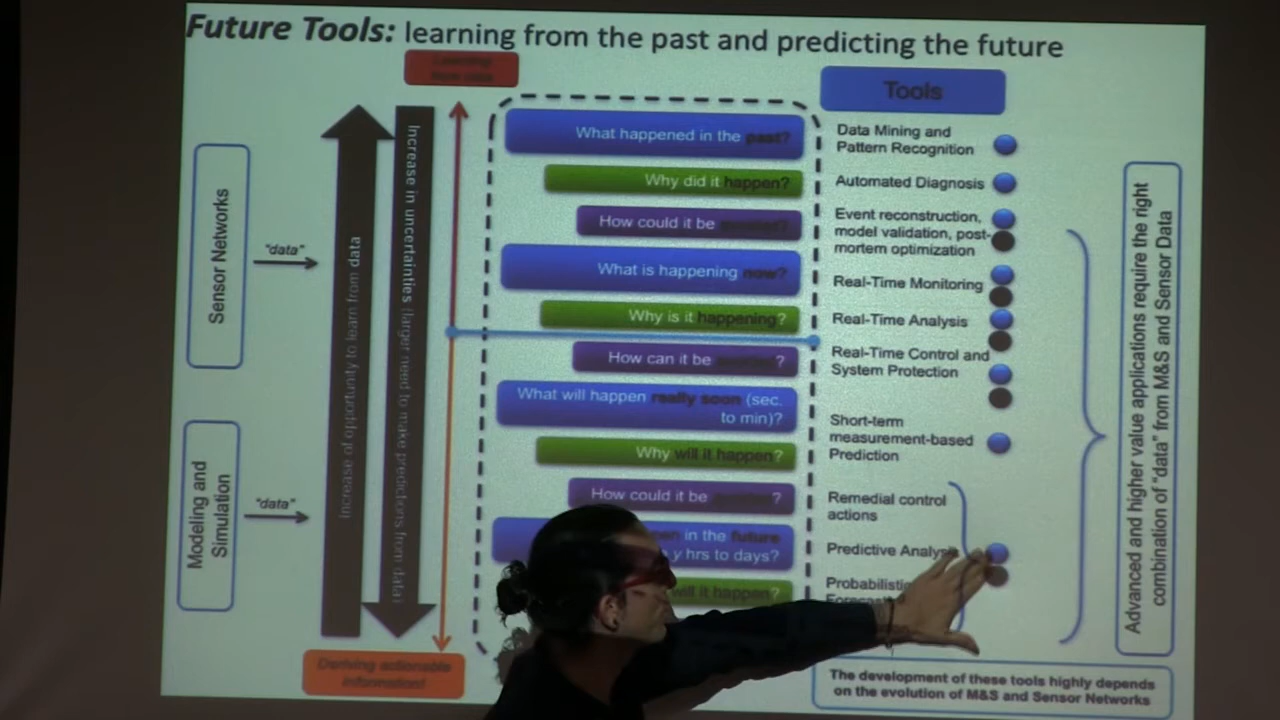 Future Tools: learning from the past and predicting the future
Learning
from data
Tools
Sensor Networks
"data"
Modeling and
Simulation
"data"
Increase of opportunity to learn from data
Increase in uncertainties (larger need to make predictions from data)
What happened in the past?
Why did it happen?
How could it be
What is happening now?
Why is it happening?
How can it be ?
What will happen really soon (sec.
to min)?
Why will it happen?
How could it be ?
in the future
y hrs to days?
will it happen?
Data Mining and
Pattern Recognition
Automated Diagnosis
Event reconstruction,
model validation, post-
mortem optimization
Real-Time Monitoring
Real-Time Analysis
Real-Time Control and
System Protection
Short-term
measurement-based
Prediction
Remedial control
actions
Predictive
Advanced and higher value applications require the right
combination of "data" from M&S and Sensor Data
Deriving actionable
information!
The development of these tools highly depends
on the evolution of M&S and Sensor Networks